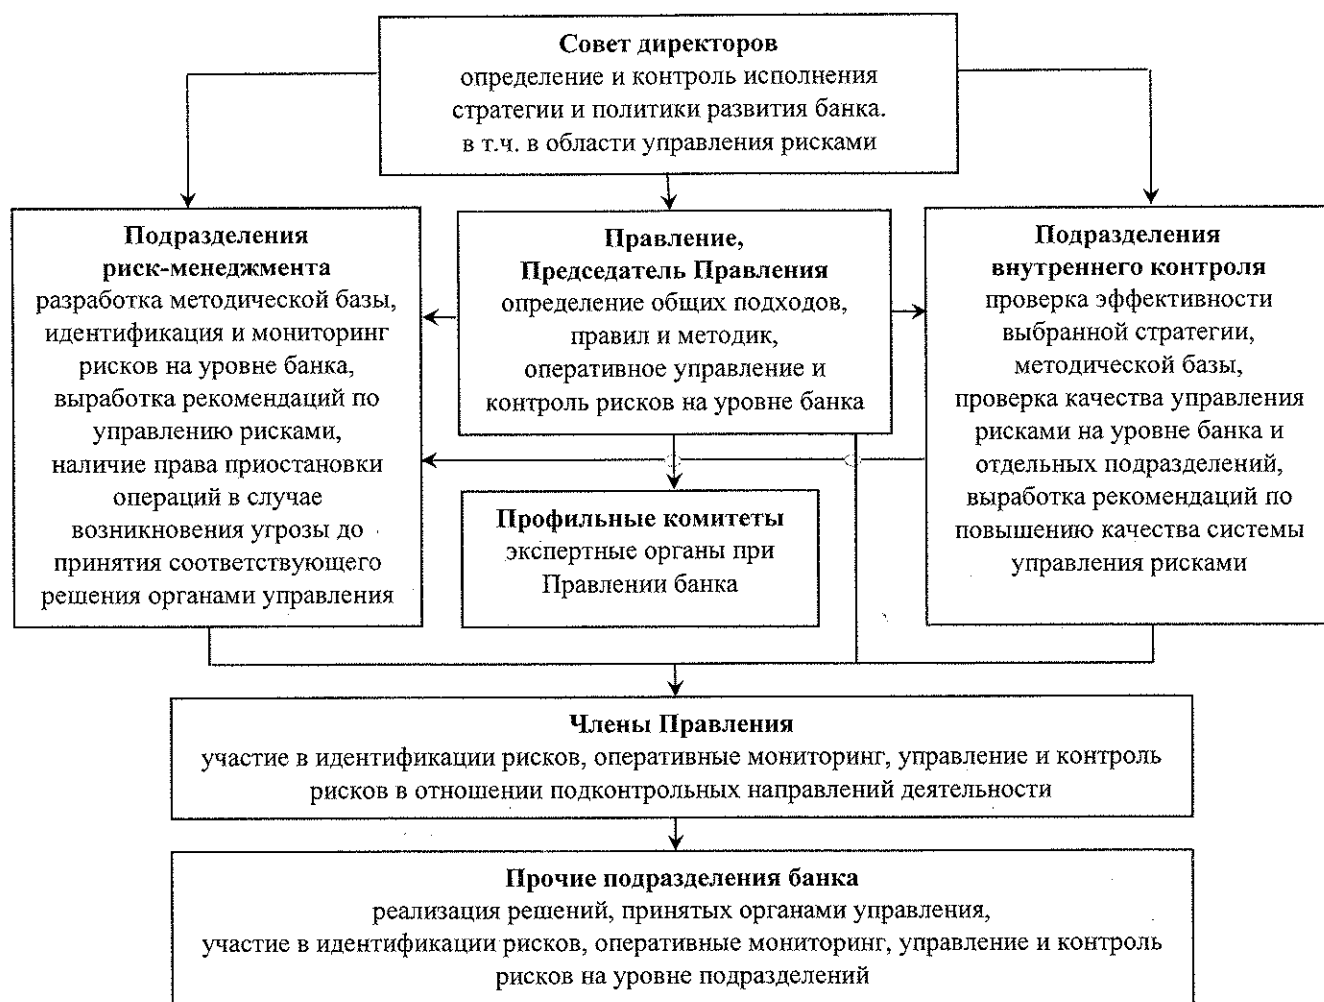 Совет директоров
определение и контроль исполнения
стратегии и политики развития банка.
в т.ч. в области управления рисками
Подразделения
риск-менеджмента
разработка методической базы,
идентификация и мониторинг
рисков на уровне банка,
выработка рекомендаций по
управлению рисками,
наличие права приостановки
операций в случае
возникновения угрозы до
принятия соответствующего
решения органами управления
Правление,
Председатель Правления
определение общих подходов,
правил и методик,
оперативное управление и
контроль рисков на уровне банка
Подразделения
внутреннего контроля
проверка эффективности
выбранной стратегии,
методической базы,
проверка качества управления
рисками на уровне банка и
отдельных подразделений,
выработка рекомендаций по
повышению качества системы
управления рисками
Профильные комитеты
экспертные органы при
Правлении банка
Члены Правления
участие в идентификации рисков, оперативные мониторинг, управление и контроль
рисков в отношении подконтрольных направлений деятельности
Прочие подразделения банка
реализация решений, принятых органами управления,
участие в идентификации рисков, оперативные мониторинг, управление и контроль
рисков на уровне подразделений